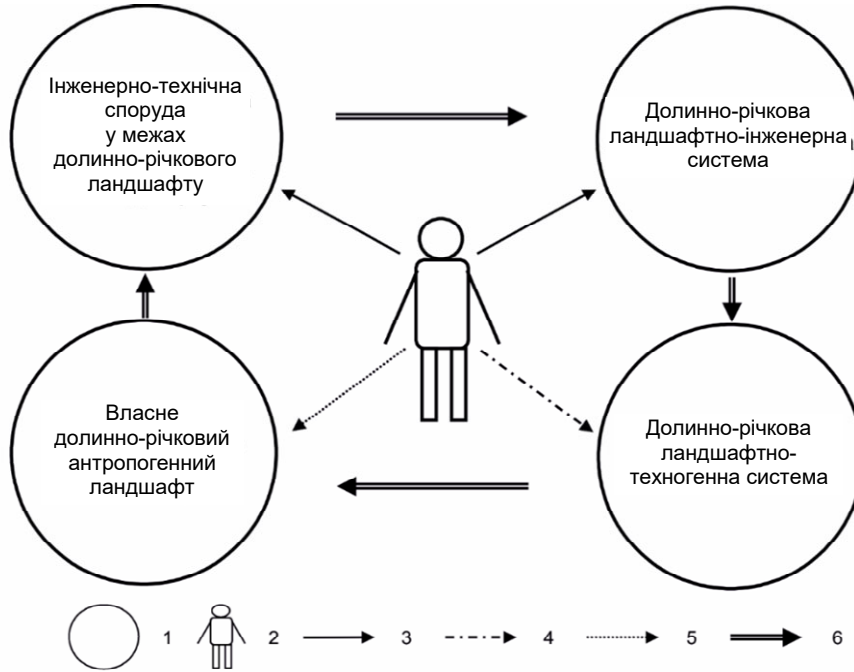 Інженерно-технічна
споруда
у межах
долинно-річкового
ландшафту
Долинно-річкова
ландшафтно-інженерна
система
Власне
долинно-річковий
антропогенний
ландшафт
Долинно-річкова
ландшафтно-
техногенна система
1 2 3 4 5 6